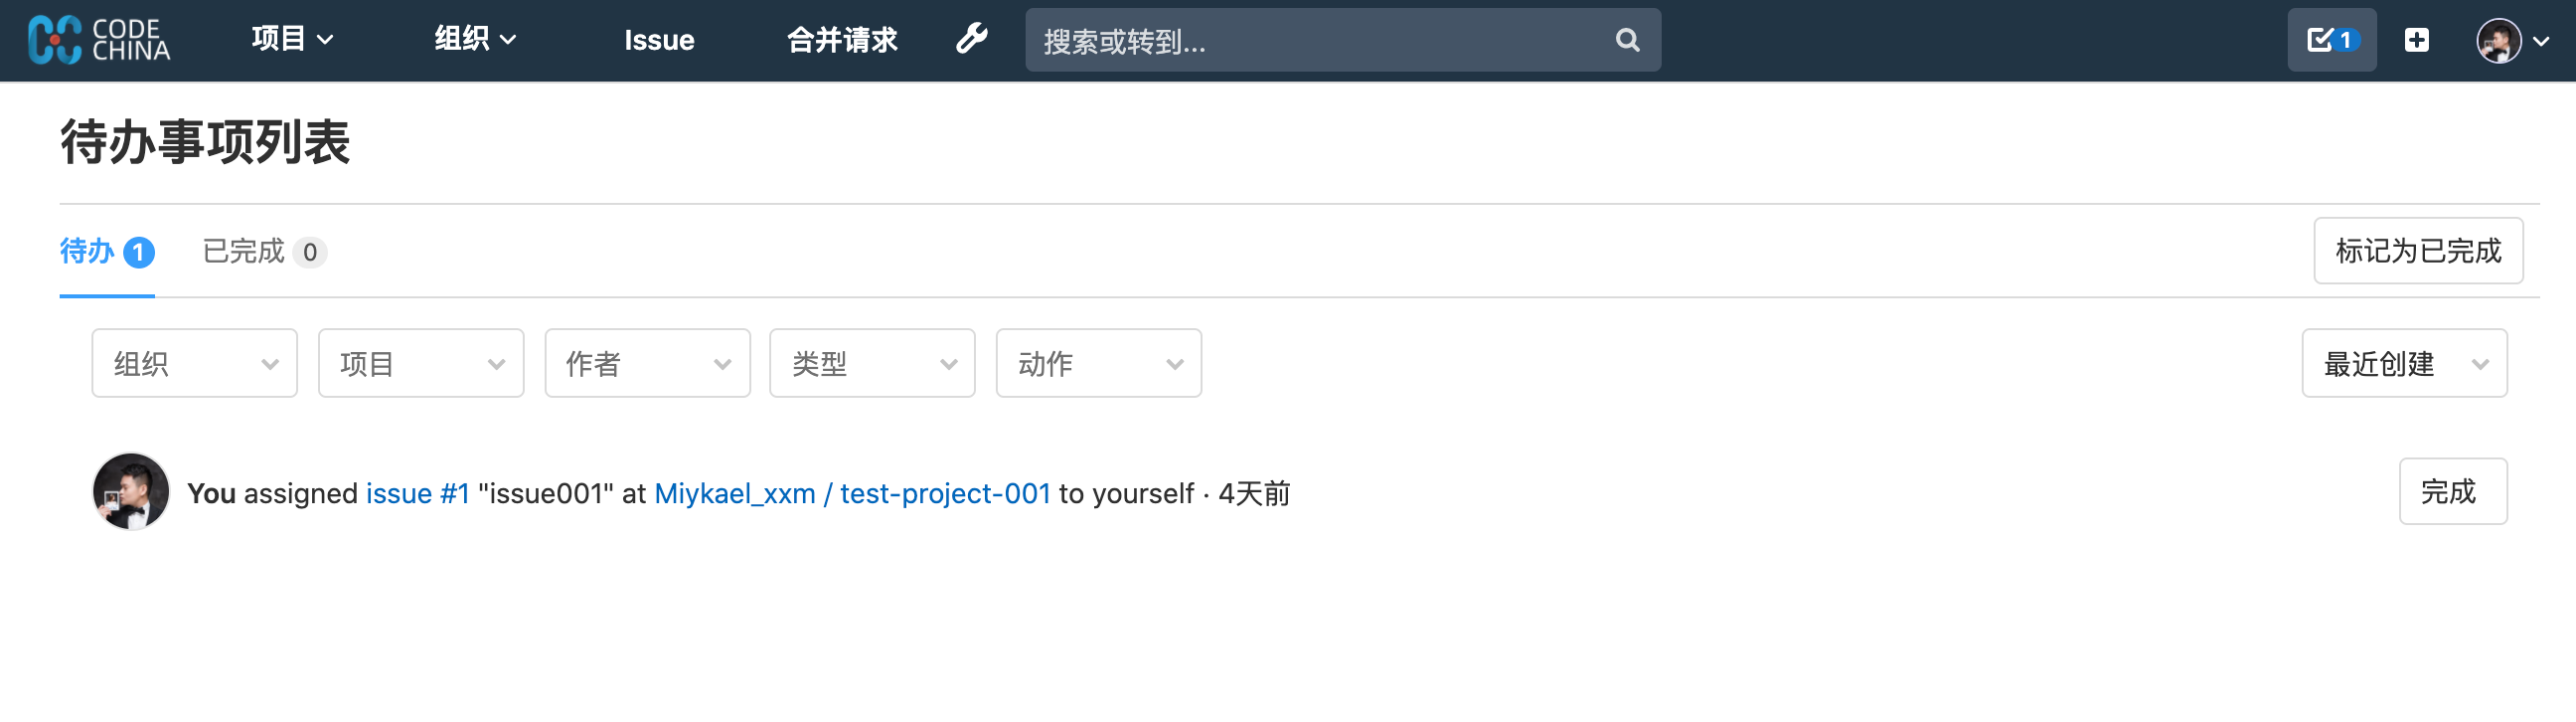 CODE CHINA 项目 组织 Issue 合并请求 搜索或转到... 1
待办事项列表
待办 1 已完成 0 标记为已完成
组织 项目 作者 类型 动作 最近创建
You assigned issue #1 "issue001" at Miykael_xxm / test-project-001 to yourself · 4天前 完成